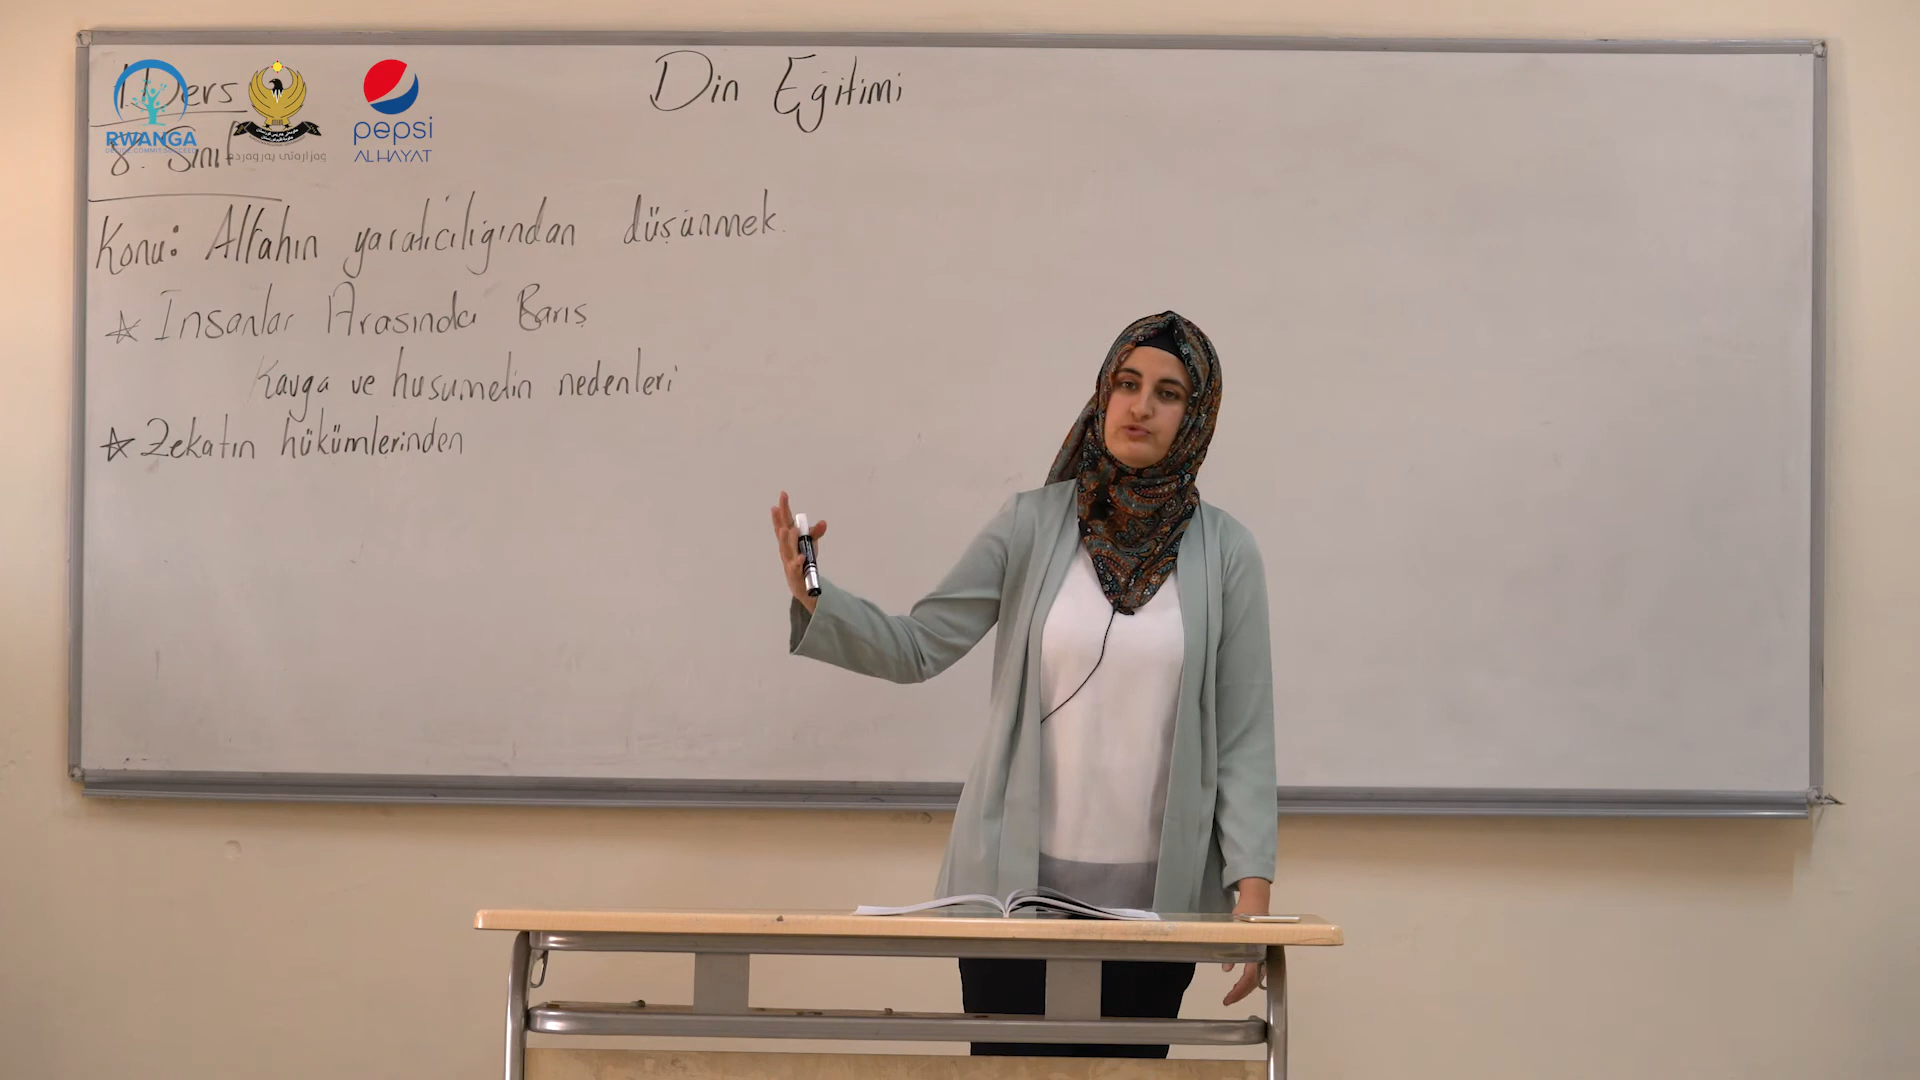 Din Eğitimi
Ders
8. Sınıf
RWANGA
pepsi
AL HAYAT
Konu: Allahın yaratıcılığından düşünmek.
☆ İnsanlar Arasında Barış
Kavga ve husumetin nedenleri
☆ Zekatın hükümlerinden